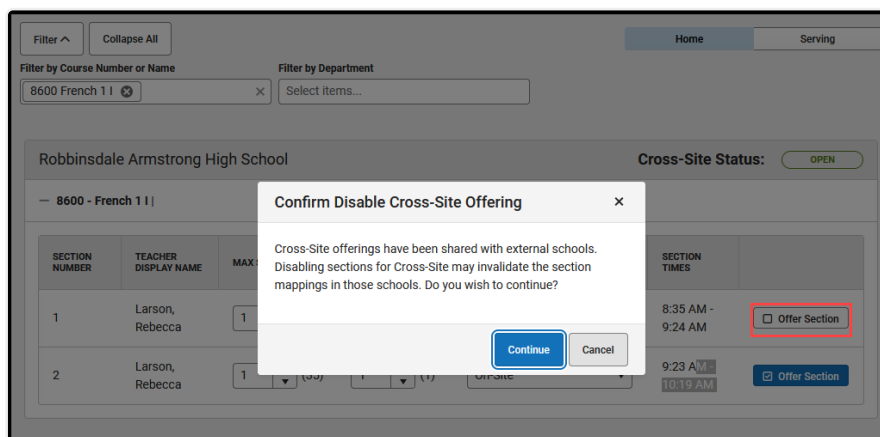 Filter
Collapse All
Home
Serving
Filter by Course Number or Name
Filter by Department
8600 French 1 I
Select items...
Robbinsdale Armstrong High School
Cross-Site Status:
OPEN
8600 - French 1 I |
Confirm Disable Cross-Site Offering
Cross-Site offerings have been shared with external schools.
Disabling sections for Cross-Site may invalidate the section
mappings in those schools. Do you wish to continue?
Continue
Cancel
SECTION
NUMBER
TEACHER
DISPLAY NAME
MAX
SECTION
TIMES
1
Larson,
Rebecca
1
8:35 AM -
9:24 AM
Offer Section
2
Larson,
Rebecca
1
(35)
1
(1)
On-Site
9:23 AM -
10:19 AM
Offer Section